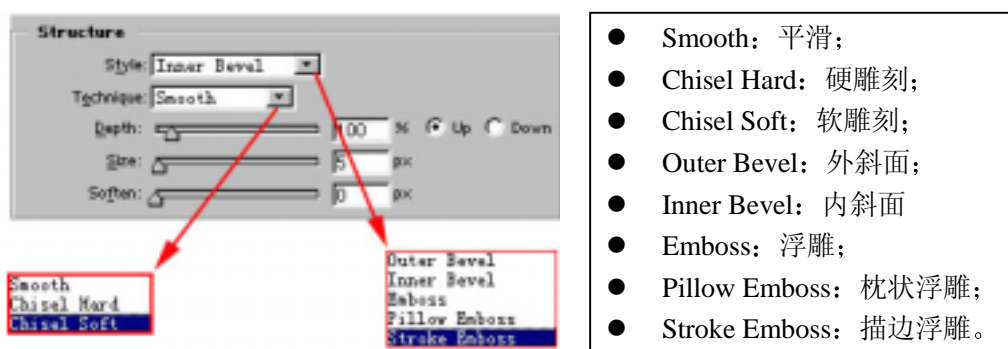 Structure
Style: Inner Bevel
Technique: Smooth
Depth: 100 % Up Down
Size: 5 px
Soften: 0 px
Smooth
Chisel Hard
Chisel Soft
Outer Bevel
Inner Bevel
Emboss
Pillow Emboss
Stroke Emboss
● Smooth：平滑；
● Chisel Hard：硬雕刻；
● Chisel Soft：软雕刻；
● Outer Bevel：外斜面；
● Inner Bevel：内斜面
● Emboss：浮雕；
● Pillow Emboss：枕状浮雕；
● Stroke Emboss：描边浮雕。